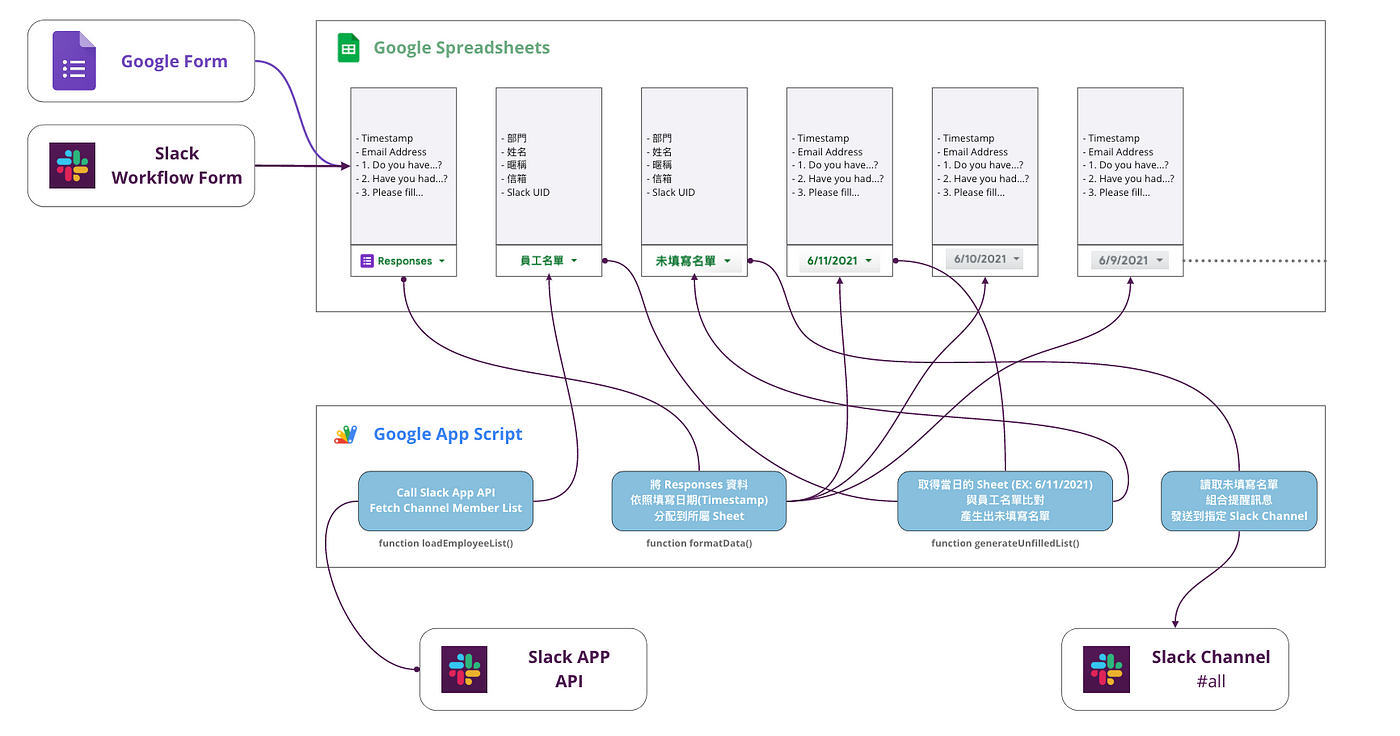 Google Form
Slack
Workflow Form
Google Spreadsheets
- Timestamp
- Email Address
- 1. Do you have...?
- 2. Have you had...?
- 3. Please fill...
Responses
- 部門
- 姓名
- 暱稱
- 信箱
- Slack UID
員工名單
- 部門
- 姓名
- 暱稱
- 信箱
- Slack UID
未填寫名單
- Timestamp
- Email Address
- 1. Do you have...?
- 2. Have you had...?
- 3. Please fill...
6/11/2021
- Timestamp
- Email Address
- 1. Do you have...?
- 2. Have you had...?
- 3. Please fill...
6/10/2021
- Timestamp
- Email Address
- 1. Do you have...?
- 2. Have you had...?
- 3. Please fill...
6/9/2021
Google App Script
Call Slack App API
Fetch Channel Member List
function loadEmployeeList()
將 Responses 資料
依照填寫日期(Timestamp)
分配到所屬 Sheet
function formatData()
取得當日的 Sheet (EX: 6/11/2021)
與員工名單比對
產生出未填寫名單
function generateUnfilledList()
讀取未填寫名單
組合提醒訊息
發送到指定 Slack Channel
Slack APP
API
Slack Channel
#all